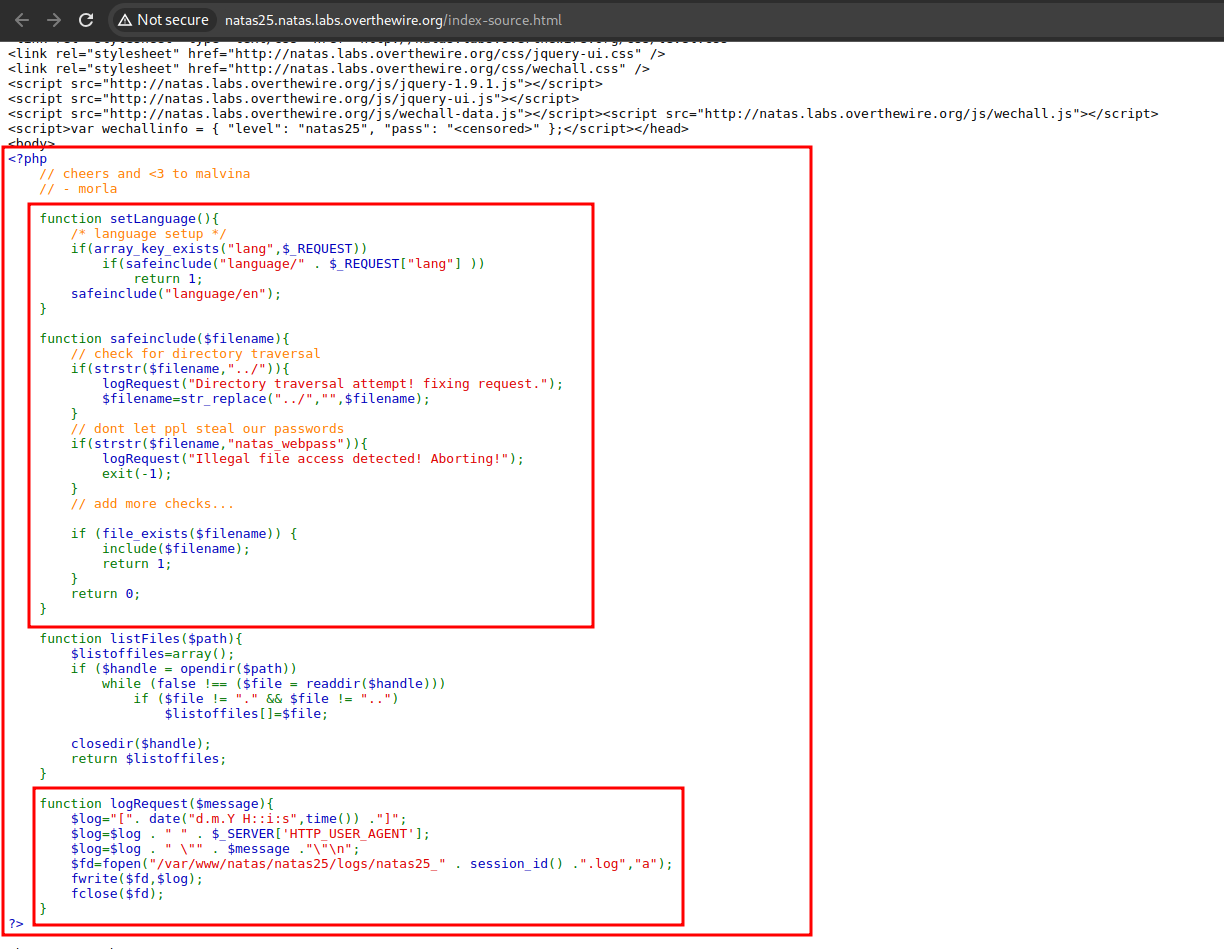 Not secure natas25.natas.labs.overthewire.org/index-source.html
<link rel="stylesheet" href="http://natas.labs.overthewire.org/css/jquery-ui.css" />
<link rel="stylesheet" href="http://natas.labs.overthewire.org/css/wechall.css" />
<script src="http://natas.labs.overthewire.org/js/jquery-1.9.1.js"></script>
<script src="http://natas.labs.overthewire.org/js/jquery-ui.js"></script>
<script src="http://natas.labs.overthewire.org/js/wechall-data.js"></script><script src="http://natas.labs.overthewire.org/js/wechall.js"></script>
<script>var wechallinfo = { "level": "natas25", "pass": "<censored>" };</script></head>
<body>
<?php
    // cheers and <3 to malvina
    // - morla

    function setLanguage(){
        /* language setup */
        if(array_key_exists("lang",$_REQUEST))
            if(safeinclude("language/" . $_REQUEST["lang"] ))
                return 1;
        safeinclude("language/en");
    }

    function safeinclude($filename){
        // check for directory traversal
        if(strstr($filename,"../")){
            logRequest("Directory traversal attempt! fixing request.");
            $filename=str_replace("../","",$filename);
        }
        // dont let ppl steal our passwords
        if(strstr($filename,"natas_webpass")){
            logRequest("Illegal file access detected! Aborting!");
            exit(-1);
        }
        // add more checks...

        if (file_exists($filename)) {
            include($filename);
            return 1;
        }
        return 0;
    }

    function listFiles($path){
        $listoffiles=array();
        if ($handle = opendir($path))
            while (false !== ($file = readdir($handle)))
                if ($file != "." && $file != "..")
                    $listoffiles[]=$file;

        closedir($handle);
        return $listoffiles;
    }

    function logRequest($message){
        $log="[". date("d.m.Y H::i:s",time()) ."]";
        $log=$log . " " . $_SERVER['HTTP_USER_AGENT'];
        $log=$log . " \"" . $message ."\"\n";
        $fd=fopen("/var/www/natas/natas25/logs/natas25_" . session_id() .".log","a");
        fwrite($fd,$log);
        fclose($fd);
    }
?>